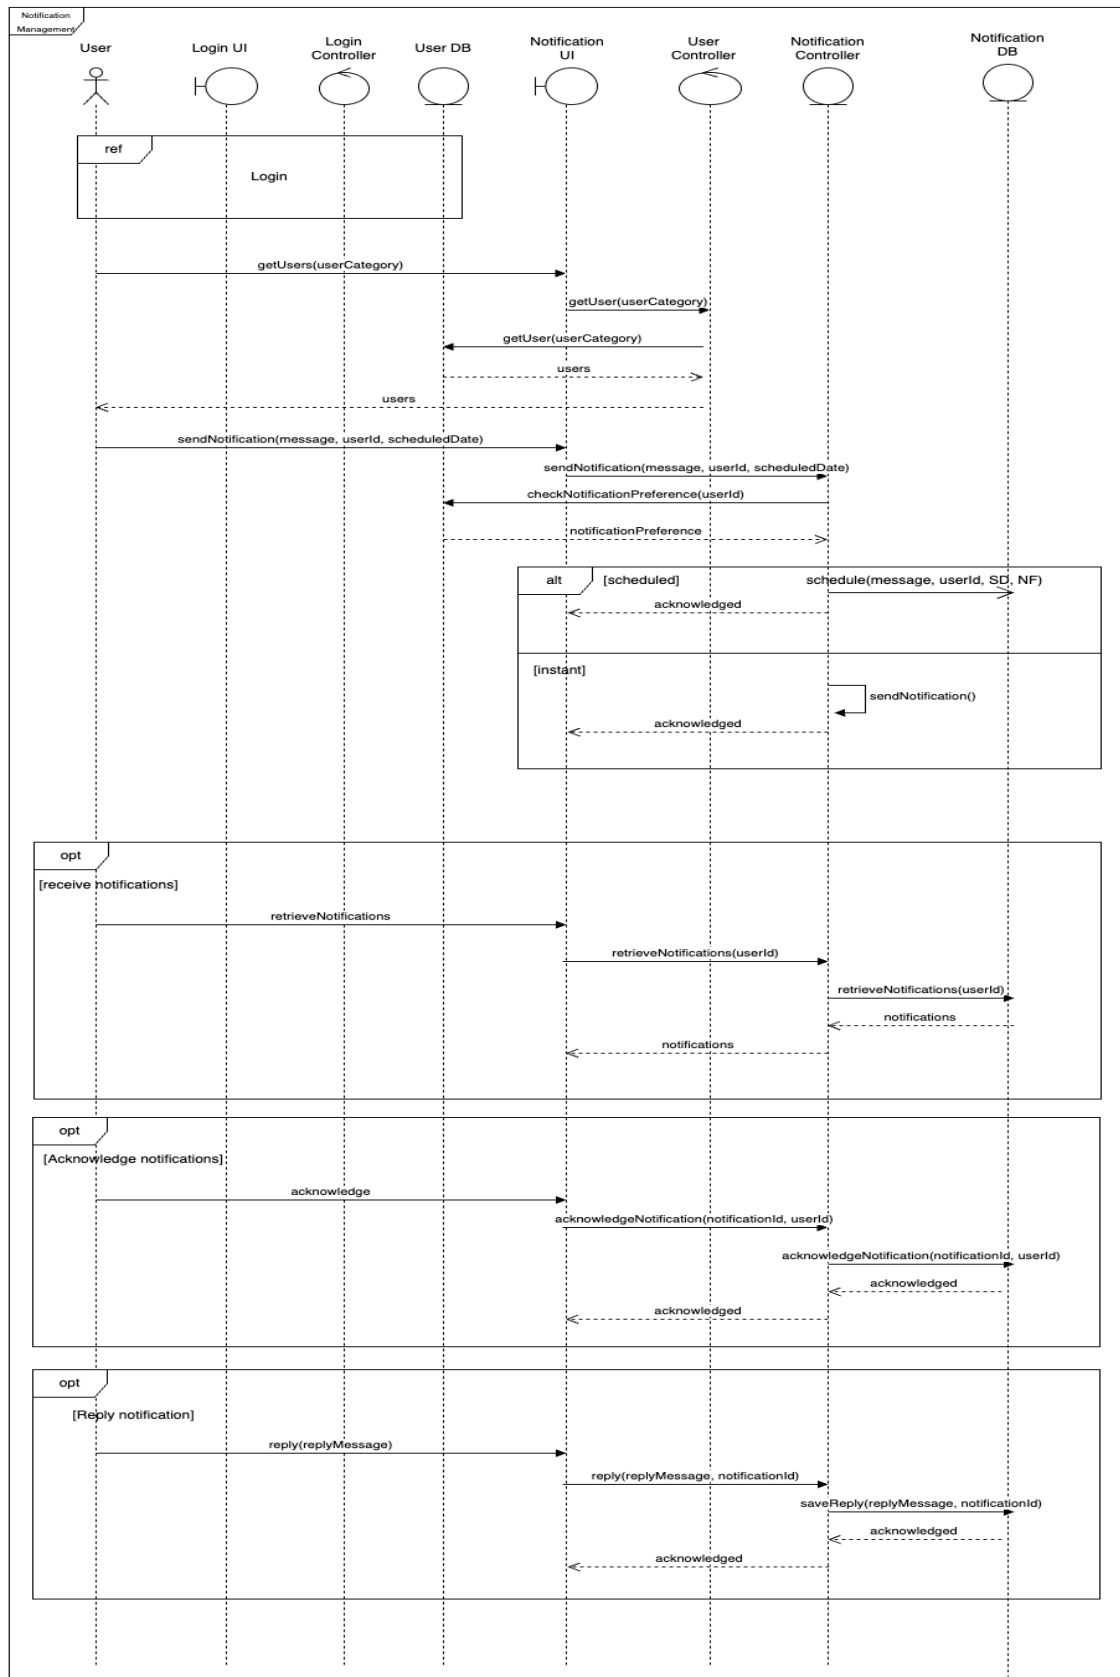 Notification
Management
User
Login UI
Login
Controller
User DB
Notification
UI
User
Controller
Notification
Controller
Notification
DB
ref
Login
getUsers(userCategory)
getUser(userCategory)
getUser(userCategory)
users
users
sendNotification(message, userId, scheduledDate)
sendNotification(message, userId, scheduledDate)
checkNotificationPreference(userId)
notificationPreference
alt
[scheduled]
schedule(message, userId, SD, NF)
acknowledged
[instant]
sendNotification()
acknowledged
opt
[receive notifications]
retrieveNotifications
retrieveNotifications(userId)
retrieveNotifications(userId)
notifications
notifications
opt
[Acknowledge notifications]
acknowledge
acknowledgeNotification(notificationId, userId)
acknowledgeNotification(notificationId, userId)
acknowledged
acknowledged
opt
[Reply notification]
reply(replyMessage)
reply(replyMessage, notificationId)
saveReply(replyMessage, notificationId)
acknowledged
acknowledged